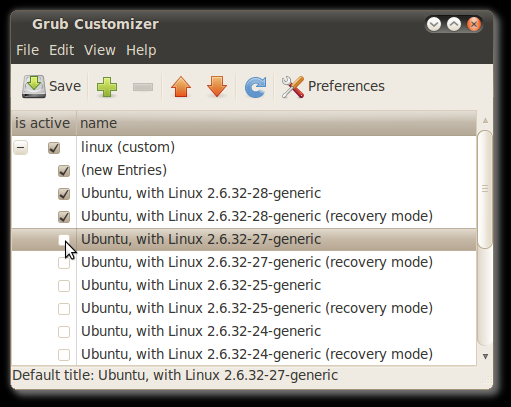 Grub Customizer
File Edit View Help
Save Preferences
is active name
linux (custom)
(new Entries)
Ubuntu, with Linux 2.6.32-28-generic
Ubuntu, with Linux 2.6.32-28-generic (recovery mode)
Ubuntu, with Linux 2.6.32-27-generic
Ubuntu, with Linux 2.6.32-27-generic (recovery mode)
Ubuntu, with Linux 2.6.32-25-generic
Ubuntu, with Linux 2.6.32-25-generic (recovery mode)
Ubuntu, with Linux 2.6.32-24-generic
Ubuntu, with Linux 2.6.32-24-generic (recovery mode)
Default title: Ubuntu, with Linux 2.6.32-27-generic